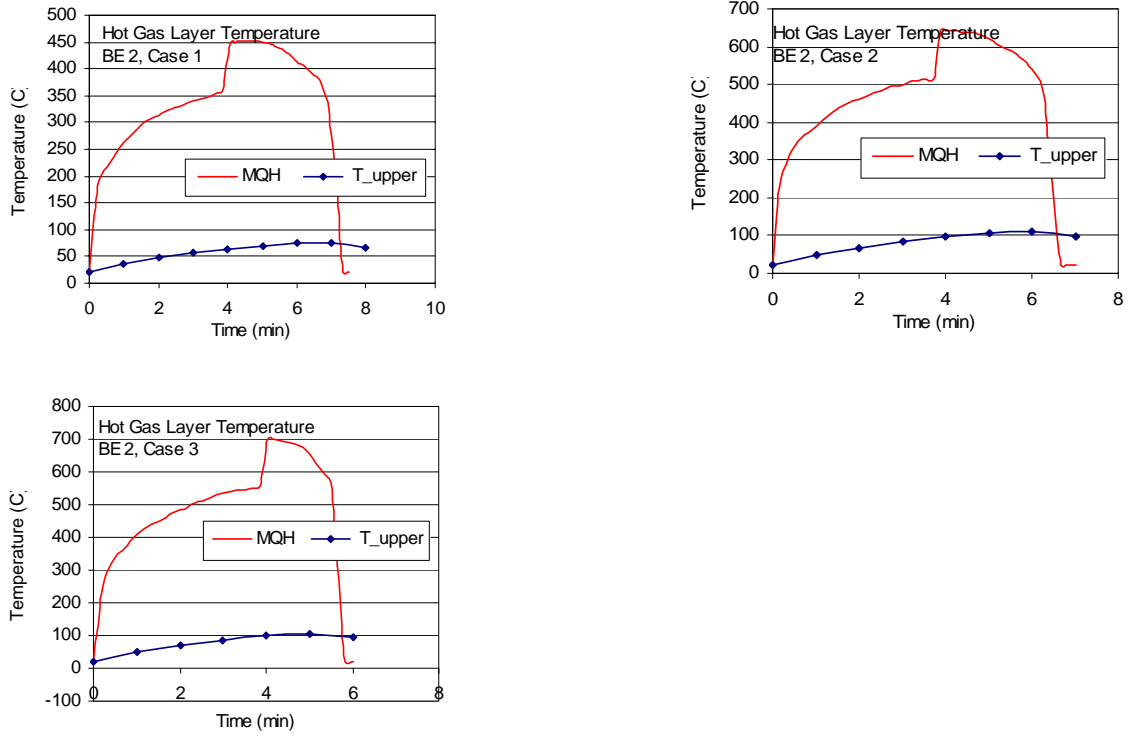 Hot Gas Layer Temperature
BE 2, Case 1
500
450
400
350
300
250
200
150
100
50
0
Temperature (C)
MQH T_upper
0 2 4 6 8 10
Time (min)
Hot Gas Layer Temperature
BE 2, Case 2
700
600
500
400
300
200
100
0
Temperature (C)
MQH T_upper
0 2 4 6 8
Time (min)
Hot Gas Layer Temperature
BE 2, Case 3
800
700
600
500
400
300
200
100
0
-100
Temperature (C)
MQH T_upper
0 2 4 6 8
Time (min)